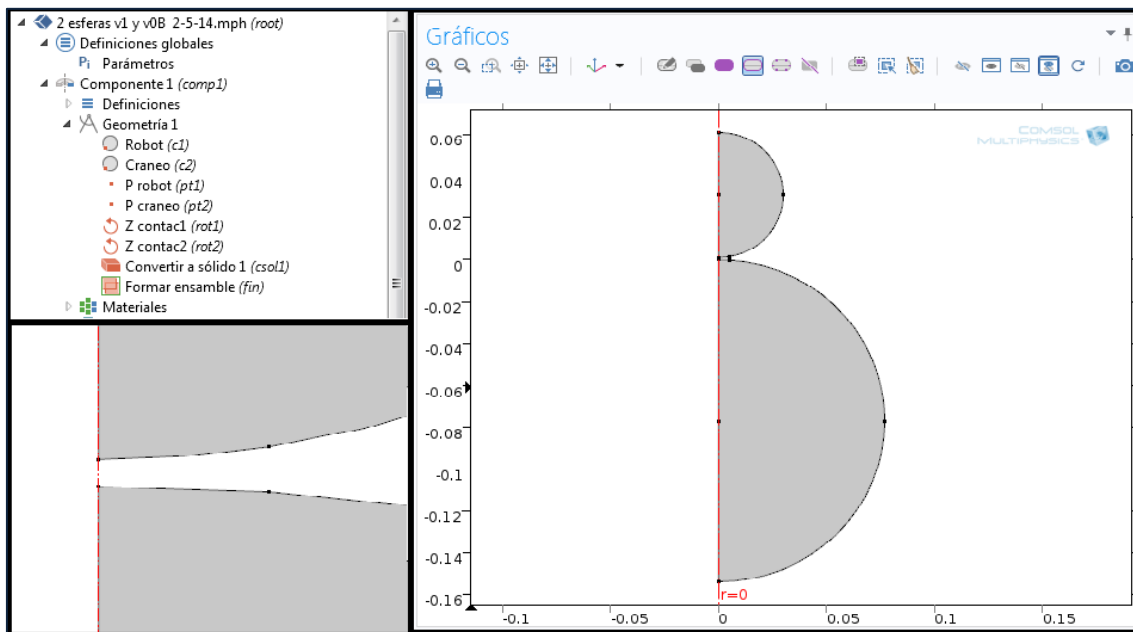 2 esferas v1 y v0B 2-5-14.mph (root)
Definiciones globales
Pi Parámetros
Componente 1 (comp1)
Definiciones
Geometría 1
Robot (c1)
Craneo (c2)
P robot (pt1)
P craneo (pt2)
Z contac1 (rot1)
Z contac2 (rot2)
Convertir a sólido 1 (csol1)
Formar ensamble (fin)
Materiales
Gráficos
COMSOL
MULTIPHYSICS
0.06
0.04
0.02
0
-0.02
-0.04
-0.06
-0.08
-0.1
-0.12
-0.14
-0.16
r=0
-0.1 -0.05 0 0.05 0.1 0.15